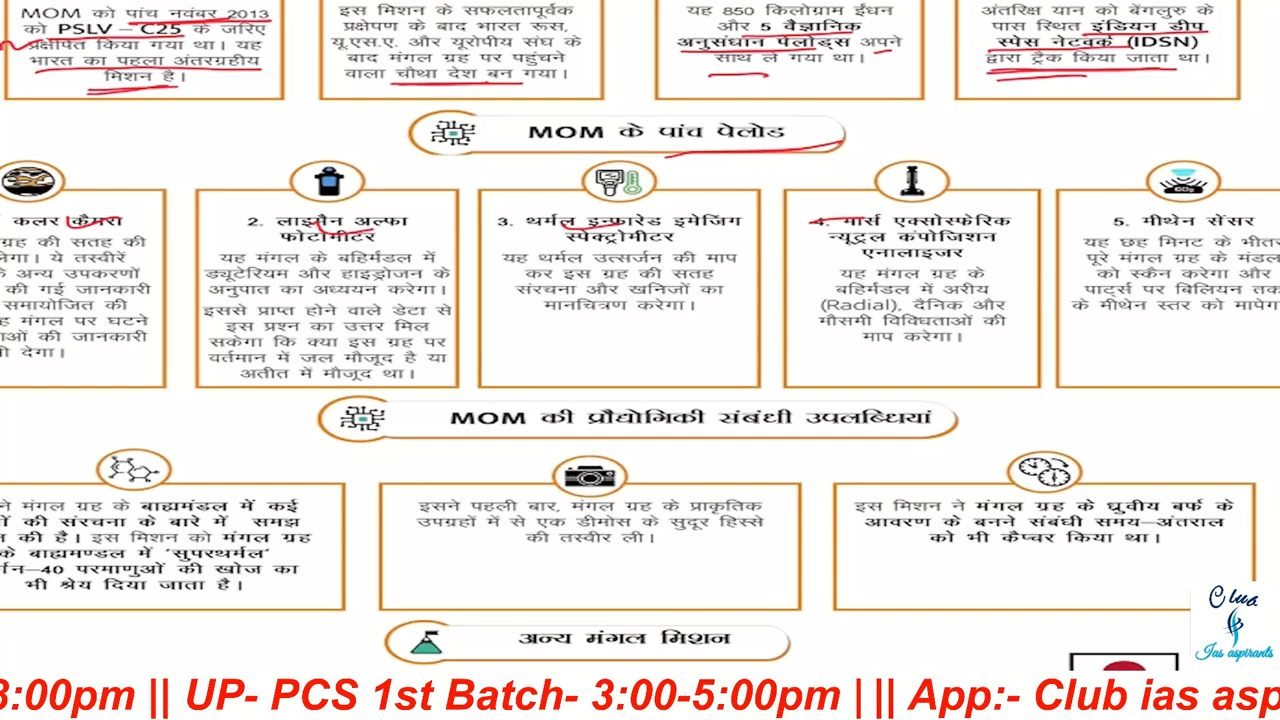 MOM को पांच नवंबर 2013
को PSLV – C25 के जरिए
प्रक्षेपित किया गया था। यह
भारत का पहला अंतरग्रहीय
मिशन है।
इस मिशन के सफलतापूर्वक
प्रक्षेपण के बाद भारत रूस,
यू.एस.ए. और यूरोपीय संघ के
बाद मंगल ग्रह पर पहुंचने
वाला चौथा देश बन गया।
यह 850 किलोग्राम ईंधन
और 5 वैज्ञानिक
अनुसंधान पेलोड्स अपने
साथ ले गया था।
अंतरिक्ष यान को बेंगलुरु के
पास स्थित इंडियन डीप
स्पेस नेटवर्क (IDSN)
द्वारा ट्रैक किया जाता था।
MOM के पांच पेलोड
कलर कैमरा
ग्रह की सतह की
ये तस्वीरें
अन्य उपकरणों
की गई जानकारी
समायोजित की
मंगल पर घटने
की जानकारी
देगा।
2. लाइमैन अल्फा
फोटोमीटर
यह मंगल के बहिर्मंडल में
ड्यूटेरियम और हाइड्रोजन के
अनुपात का अध्ययन करेगा।
इससे प्राप्त होने वाले डेटा से
इस प्रश्न का उत्तर मिल
सकेगा कि क्या इस ग्रह पर
वर्तमान में जल मौजूद है या
अतीत में मौजूद था।
3. थर्मल इन्फ्रारेड इमेजिंग
स्पेक्ट्रोमीटर
यह थर्मल उत्सर्जन की माप
कर इस ग्रह की सतह
संरचना और खनिजों का
मानचित्रण करेगा।
4. मार्स एक्सोस्फेरिक
न्यूट्रल कंपोजिशन
एनालाइजर
यह मंगल ग्रह के
बहिर्मंडल में अरीय
(Radial), दैनिक और
मौसमी विविधताओं की
माप करेगा।
5. मीथेन सेंसर
यह छह मिनट के भीतर
पूरे मंगल ग्रह के मंडल
को स्कैन करेगा और
पार्ट्स पर बिलियन तक
के मीथेन स्तर को मापेगा
MOM की प्रौद्योगिकी संबंधी उपलब्धियां
मंगल ग्रह के बाह्यमंडल में कई
की संरचना के बारे में समझ
की है। इस मिशन को मंगल ग्रह
के बाह्यमण्डल में 'सुपरथर्मल'
–40 परमाणुओं की खोज का
भी श्रेय दिया जाता है।
इसने पहली बार, मंगल ग्रह के प्राकृतिक
उपग्रहों में से एक डीमोस के सुदूर हिस्से
की तस्वीर ली।
इस मिशन ने मंगल ग्रह के ध्रुवीय बर्फ के
आवरण के बनने संबंधी समय–अंतराल
को भी कैप्चर किया था।
अन्य मंगल मिशन
Club
Ias aspirants
3:00pm || UP- PCS 1st Batch- 3:00-5:00pm | || App:- Club ias asp